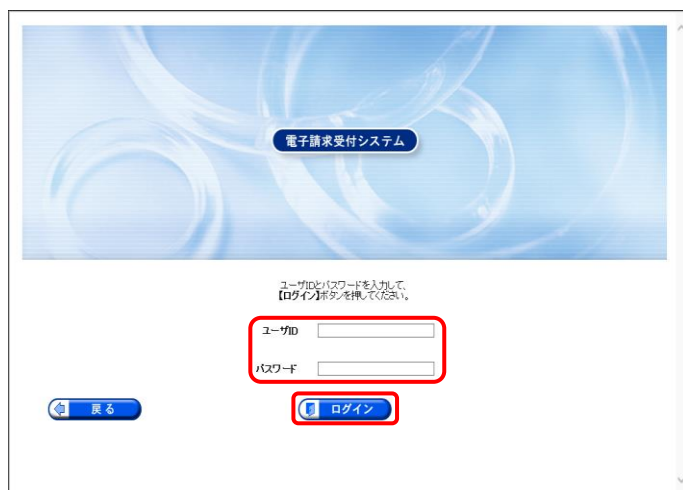 電子請求受付システム
ユーザIDとパスワードを入力して、
【ログイン】ボタンを押してください。
ユーザID
パスワード
戻る
ログイン